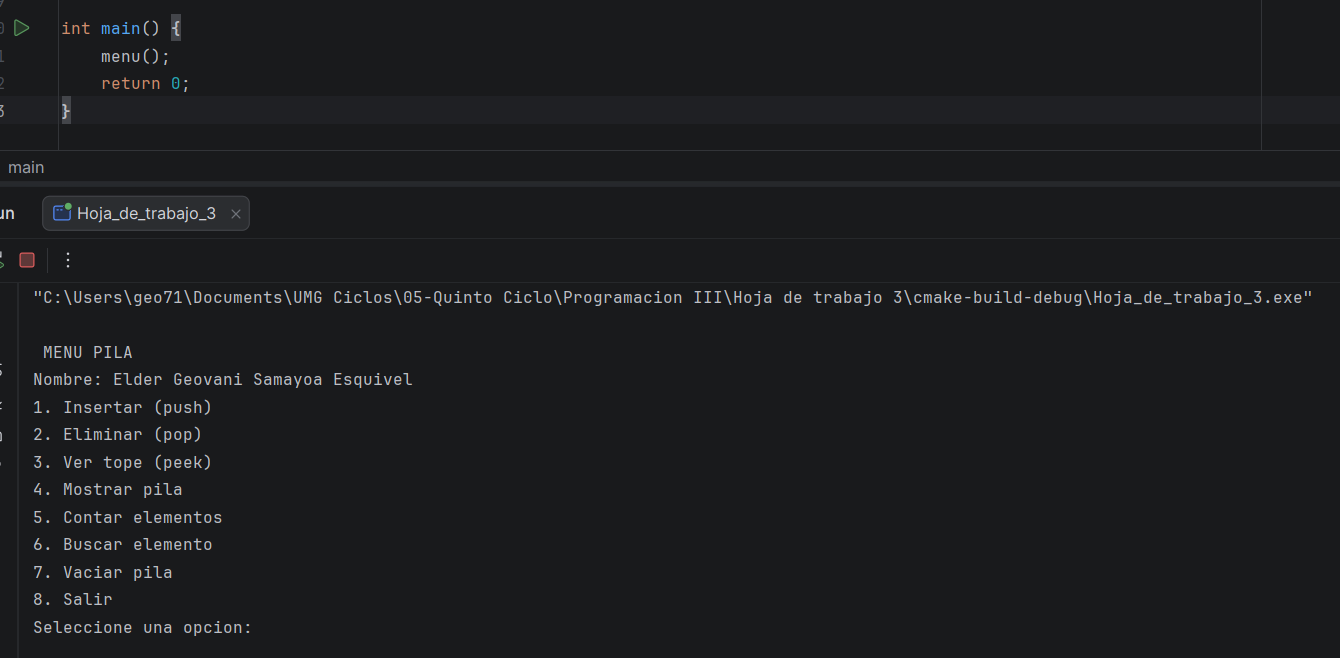 int main() {
menu();
return 0;
}
main
Hoja_de_trabajo_3
"C:\Users\geo71\Documents\UMG Ciclos\05-Quinto Ciclo\Programacion III\Hoja de trabajo 3\cmake-build-debug\Hoja_de_trabajo_3.exe"
MENU PILA
Nombre: Elder Geovani Samayoa Esquivel
1. Insertar (push)
2. Eliminar (pop)
3. Ver tope (peek)
4. Mostrar pila
5. Contar elementos
6. Buscar elemento
7. Vaciar pila
8. Salir
Seleccione una opcion: